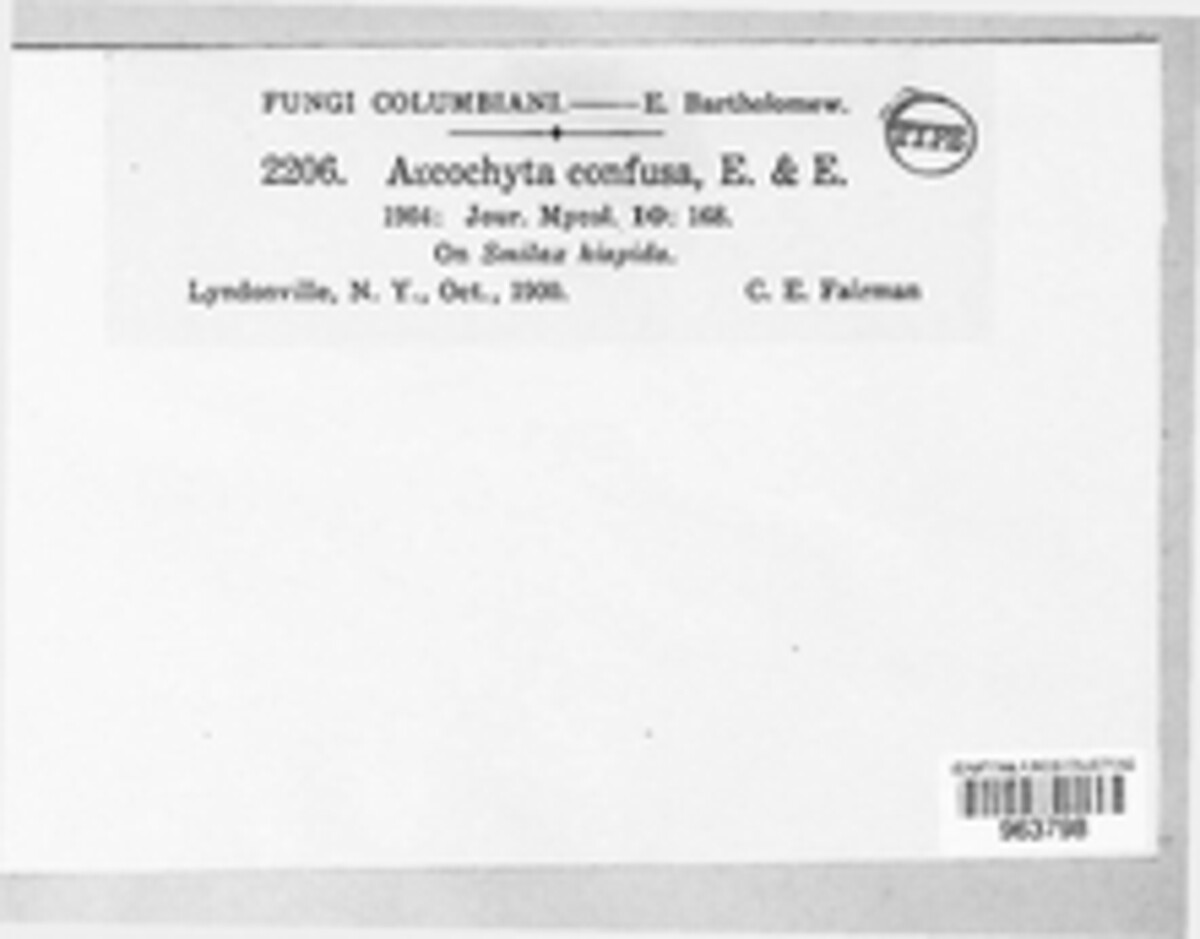 FUNGI COLUMBIANI — E. Bartholomew.
TYPE
2206. Ascochyta confusa, E. & E.
1904: Jour. Mycol. 10: 168.
On Smilax hispida.
Lyndonville, N. Y., Oct., C. E. Fairman
963798